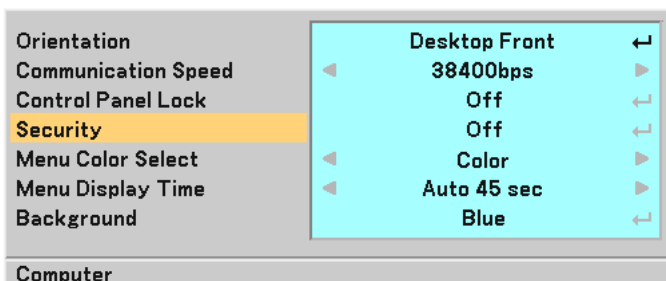 Orientation Desktop Front
Communication Speed 38400bps
Control Panel Lock Off
Security Off
Menu Color Select Color
Menu Display Time Auto 45 sec
Background Blue
Computer